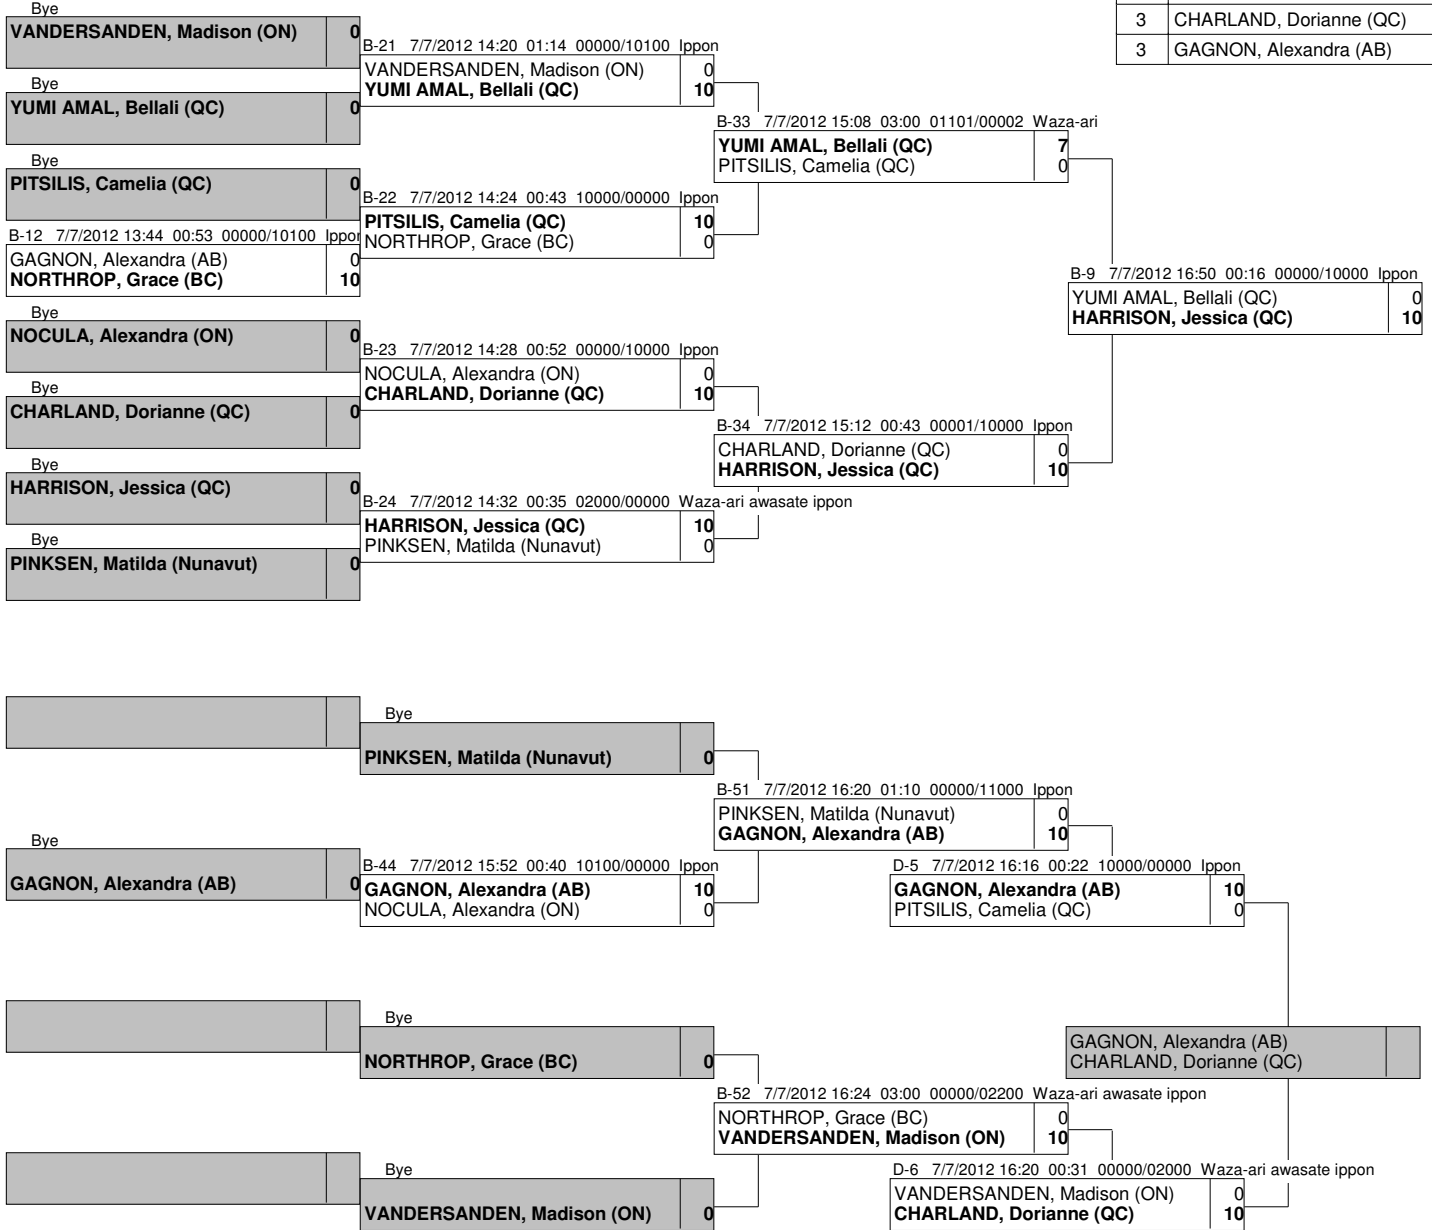 Bye
VANDERSANDEN, Madison (ON) 0
Bye
YUMI AMAL, Bellali (QC) 0
Bye
PITSILIS, Camelia (QC) 0
B-12 7/7/2012 13:44 00:53 00000/10100 Ippon
GAGNON, Alexandra (AB) 0
NORTHROP, Grace (BC) 10
Bye
NOCULA, Alexandra (ON) 0
Bye
CHARLAND, Dorianne (QC) 0
Bye
HARRISON, Jessica (QC) 0
Bye
PINKSEN, Matilda (Nunavut) 0
B-21 7/7/2012 14:20 01:14 00000/10100 Ippon
VANDERSANDEN, Madison (ON) 0
YUMI AMAL, Bellali (QC) 10
B-22 7/7/2012 14:24 00:43 10000/00000 Ippon
PITSILIS, Camelia (QC) 10
NORTHROP, Grace (BC) 0
B-23 7/7/2012 14:28 00:52 00000/10000 Ippon
NOCULA, Alexandra (ON) 0
CHARLAND, Dorianne (QC) 10
B-24 7/7/2012 14:32 00:35 02000/00000 Waza-ari awasate ippon
HARRISON, Jessica (QC) 10
PINKSEN, Matilda (Nunavut) 0
B-33 7/7/2012 15:08 03:00 01101/00002 Waza-ari
YUMI AMAL, Bellali (QC) 7
PITSILIS, Camelia (QC) 0
B-34 7/7/2012 15:12 00:43 00001/10000 Ippon
CHARLAND, Dorianne (QC) 0
HARRISON, Jessica (QC) 10
3 CHARLAND, Dorianne (QC)
3 GAGNON, Alexandra (AB)
B-9 7/7/2012 16:50 00:16 00000/10000 Ippon
YUMI AMAL, Bellali (QC) 0
HARRISON, Jessica (QC) 10
Bye
GAGNON, Alexandra (AB) 0
Bye
PINKSEN, Matilda (Nunavut) 0
B-44 7/7/2012 15:52 00:40 10100/00000 Ippon
GAGNON, Alexandra (AB) 10
NOCULA, Alexandra (ON) 0
Bye
NORTHROP, Grace (BC) 0
Bye
VANDERSANDEN, Madison (ON) 0
B-51 7/7/2012 16:20 01:10 00000/11000 Ippon
PINKSEN, Matilda (Nunavut) 0
GAGNON, Alexandra (AB) 10
B-52 7/7/2012 16:24 03:00 00000/02200 Waza-ari awasate ippon
NORTHROP, Grace (BC) 0
VANDERSANDEN, Madison (ON) 10
D-5 7/7/2012 16:16 00:22 10000/00000 Ippon
GAGNON, Alexandra (AB) 10
PITSILIS, Camelia (QC) 0
D-6 7/7/2012 16:20 00:31 00000/02000 Waza-ari awasate ippon
VANDERSANDEN, Madison (ON) 0
CHARLAND, Dorianne (QC) 10
GAGNON, Alexandra (AB)
CHARLAND, Dorianne (QC)